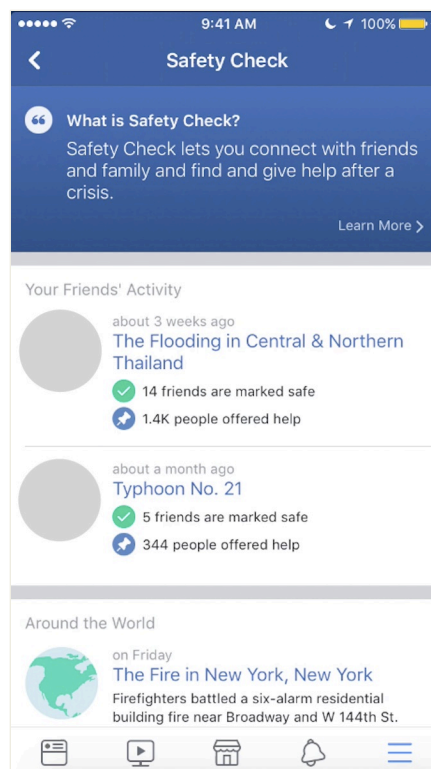 9:41 AM
100%
Safety Check
What is Safety Check?
Safety Check lets you connect with friends
and family and find and give help after a
crisis.
Learn More
Your Friends' Activity
about 3 weeks ago
The Flooding in Central & Northern
Thailand
14 friends are marked safe
1.4K people offered help
about a month ago
Typhoon No. 21
5 friends are marked safe
344 people offered help
Around the World
on Friday
The Fire in New York, New York
Firefighters battled a six-alarm residential
building fire near Broadway and W 144th St.